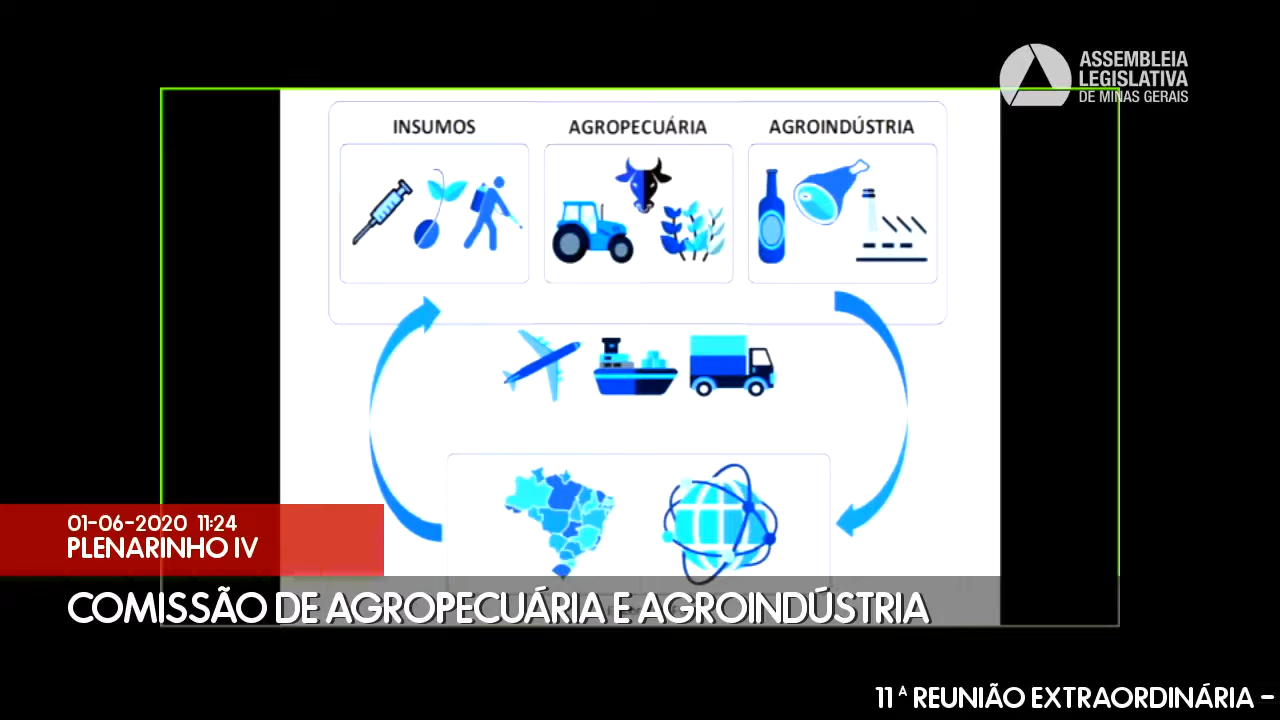 ASSEMBLEIA
LEGISLATIVA
DE MINAS GERAIS
INSUMOS
AGROPECUÁRIA
AGROINDÚSTRIA
01-06-2020 11:24
PLENARINHO IV
COMISSÃO DE AGROPECUÁRIA E AGROINDÚSTRIA
11ª REUNIÃO EXTRAORDINÁRIA -